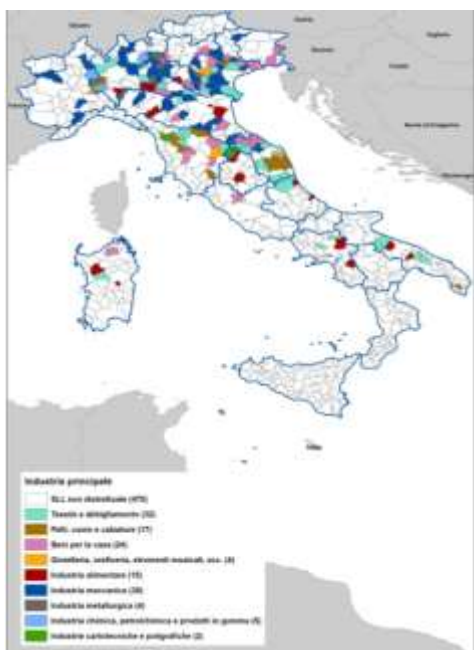 Industria principale
SLL non distrettuale (470)
Tessile e abbigliamento (32)
Pelli, cuoio e calzature (17)
Beni per la casa (24)
Gioielleria, oreficeria, strumenti musicali, ecc. (4)
Industria alimentare (15)
Industria meccanica (38)
Industria metallurgica (4)
Industria chimica, petrolchimica e prodotti in gomma (5)
Industrie cartotecniche e poligrafiche (2)